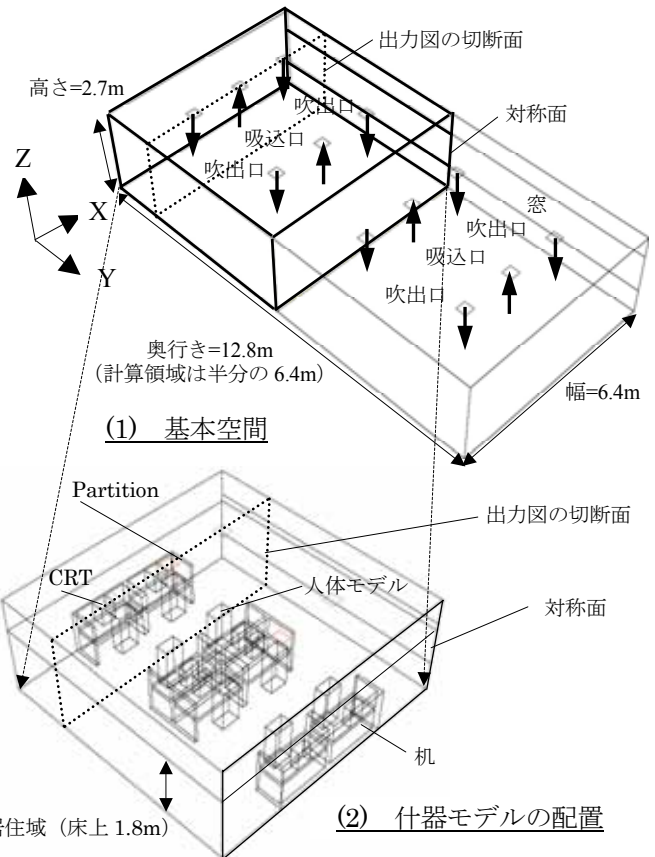 出力図の切断面
高さ=2.7m
吹出口
対称面
吸込口
吹出口
Z
X
Y
窓
吹出口
吸込口
吹出口
奥行き=12.8m
(計算領域は半分の 6.4m)
幅=6.4m
(1) 基本空間
Partition
出力図の切断面
CRT
人体モデル
対称面
机
居住域（床上 1.8m）
(2) 什器モデルの配置